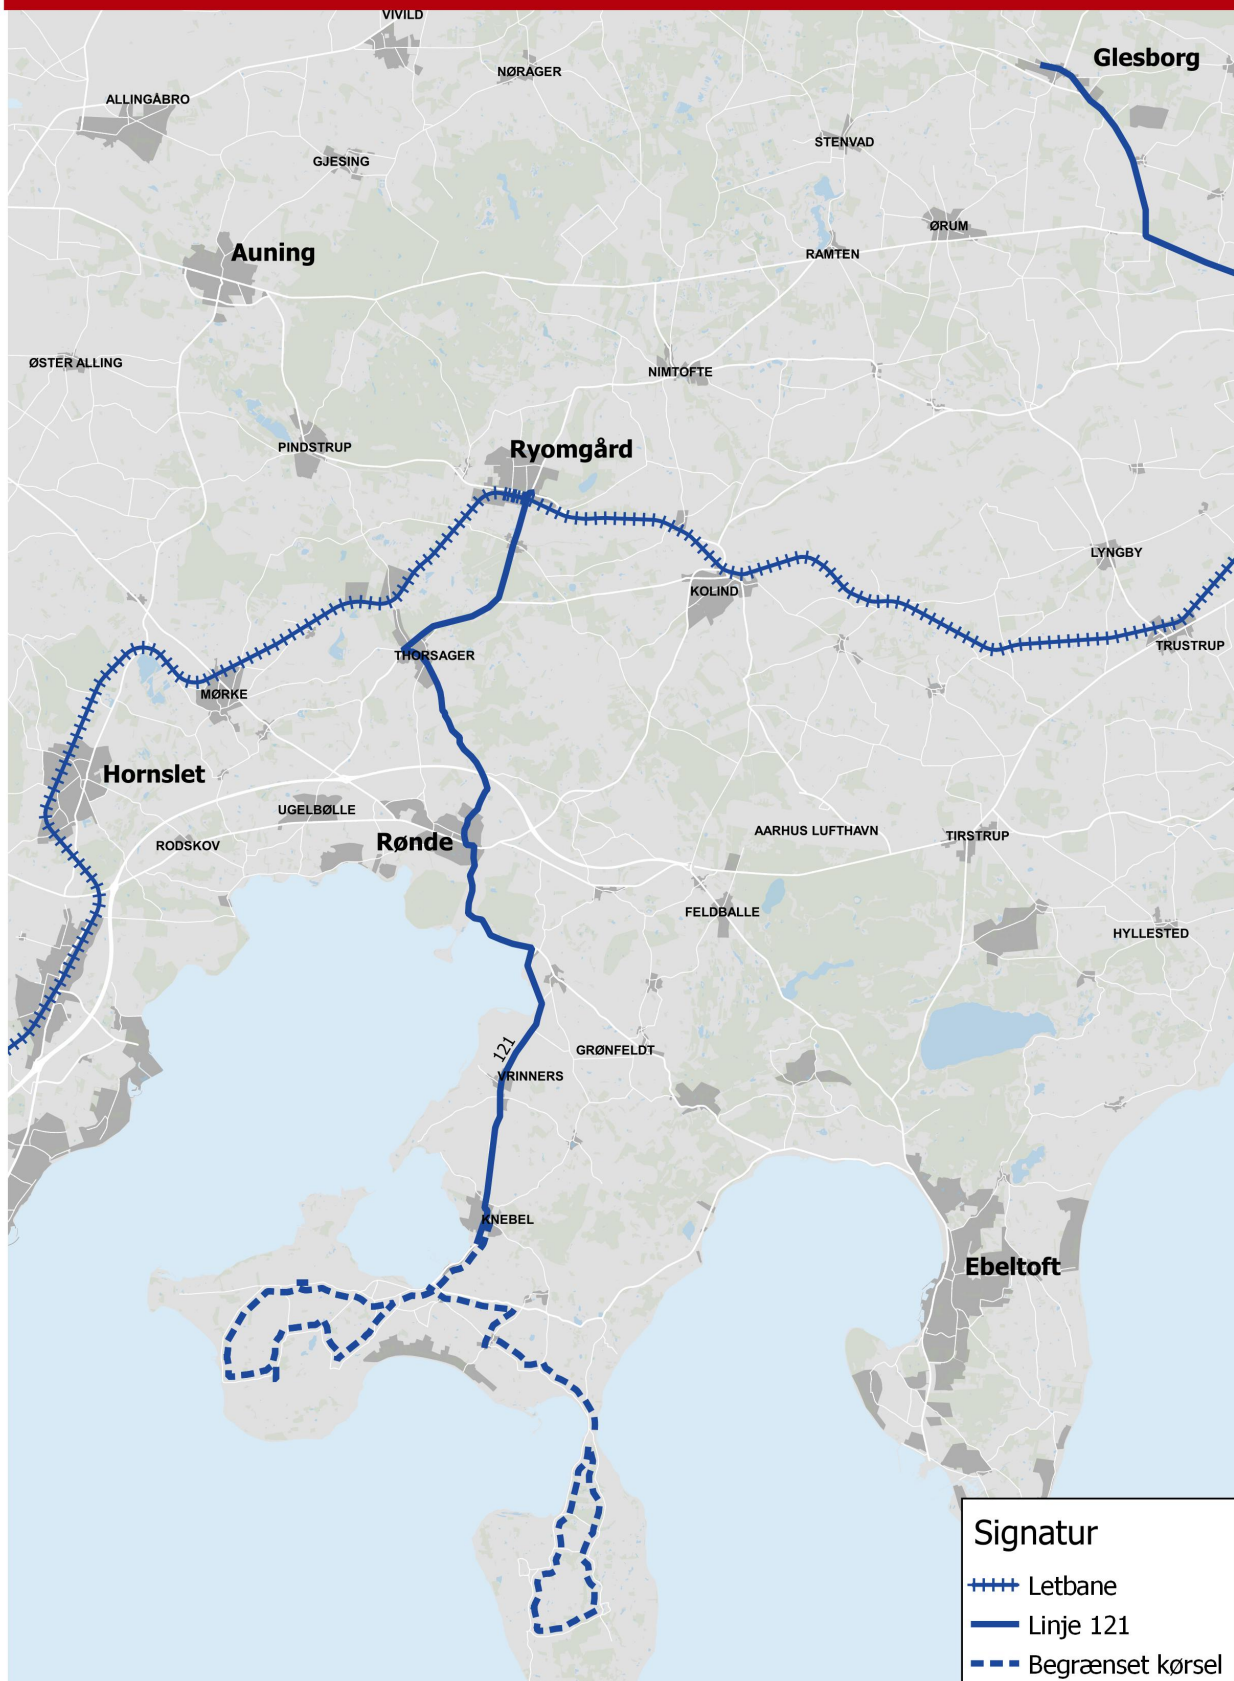 VIVILD
Glesborg
NØRAGER
ALLINGÅBRO
STENVAD
GJESING
ØRUM
Auning
RAMTEN
ØSTER ALLING
NIMTOFTE
PINDSTRUP
Ryomgård
LYNGBY
KOLIND
TRUSTRUP
THORSAGER
MØRKE
Hornslet
UGELBØLLE
AARHUS LUFTHAVN
TIRSTRUP
RODSKOV
Rønde
FELDBALLE
HYLLESTED
121
GRØNFELDT
VRINNERS
KNEBEL
Ebeltoft
Signatur
Letbane
Linje 121
Begrænset kørsel